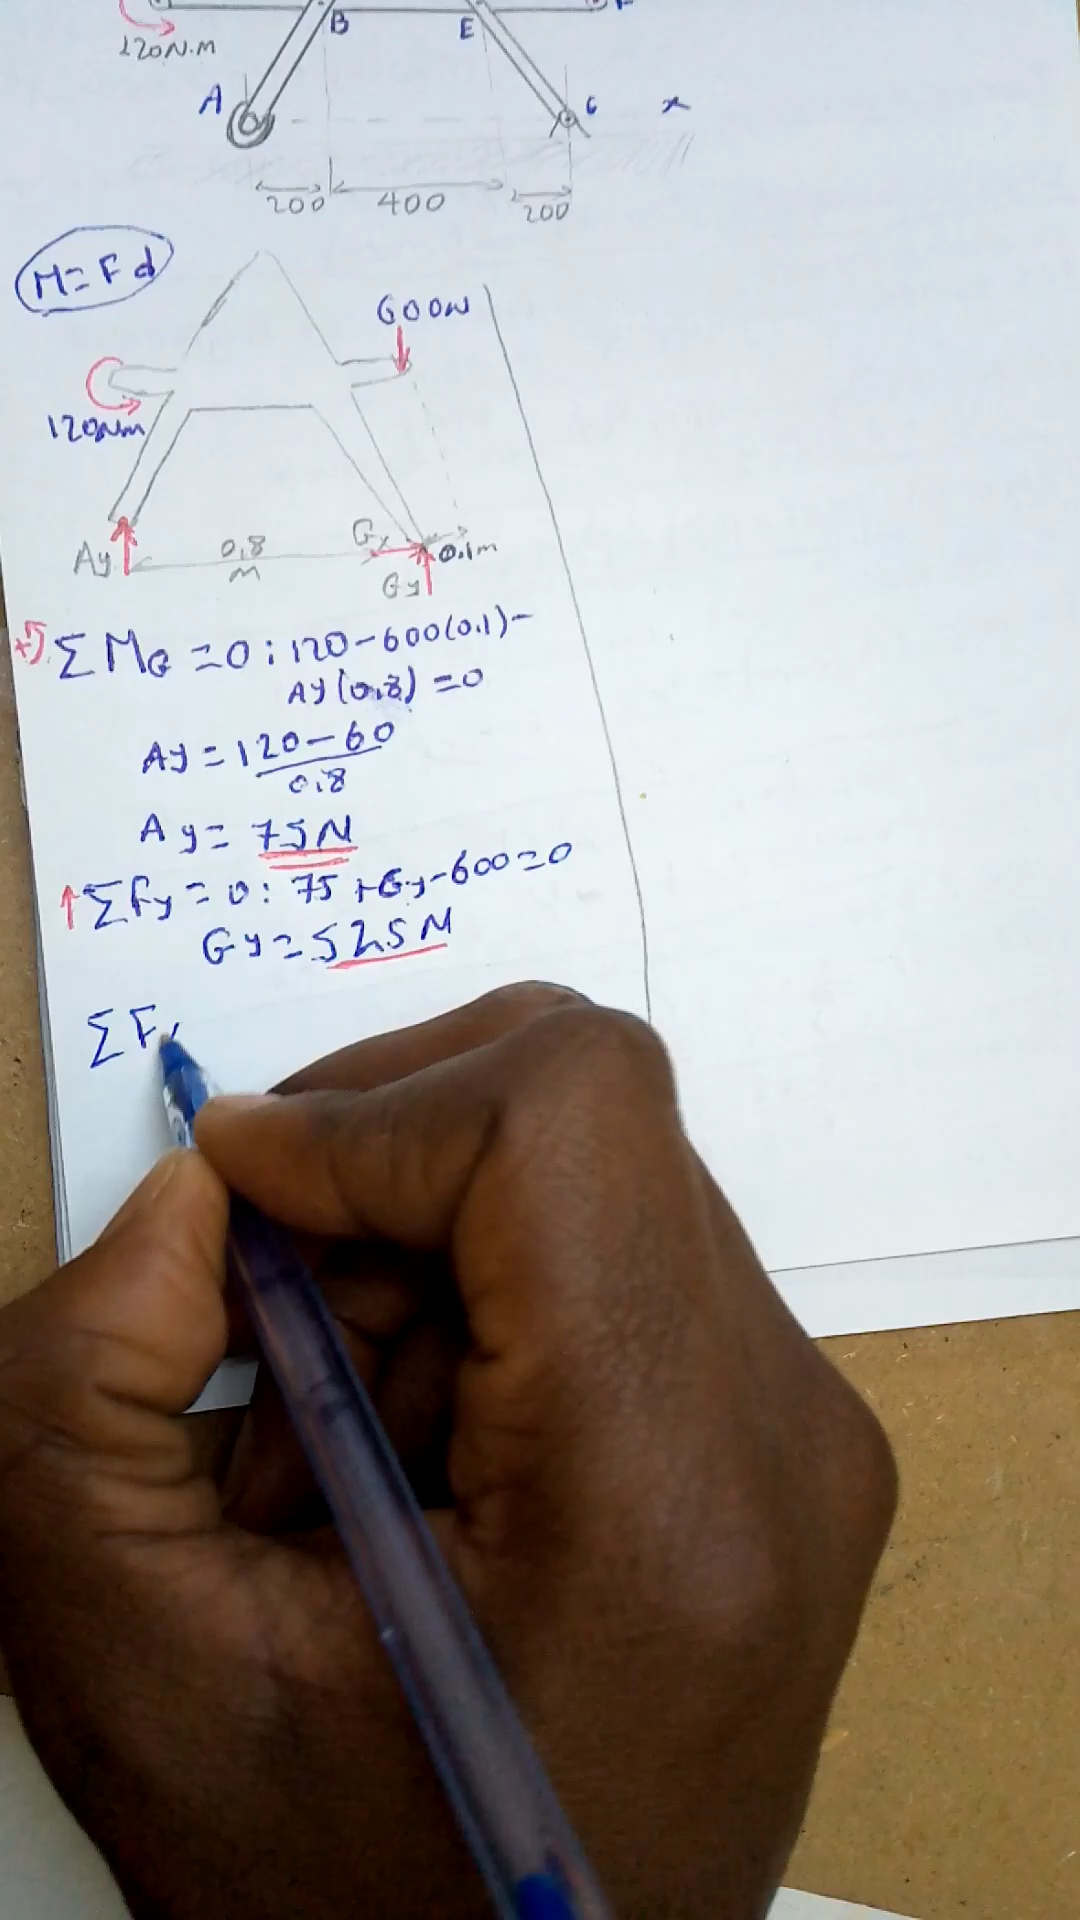 120N.M
B
E
A
G
x
200
400
200
M=Fd
600N
120Nm
Ay
0.8
m
Gx
0.1m
Gy
+ ΣMG =0: 120-600(0.1)-
Ay(0.8)=0
Ay=120-60
0.8
Ay= 75N
↑ΣFy=0: 75+Gy-600=0
Gy=525N
ΣF